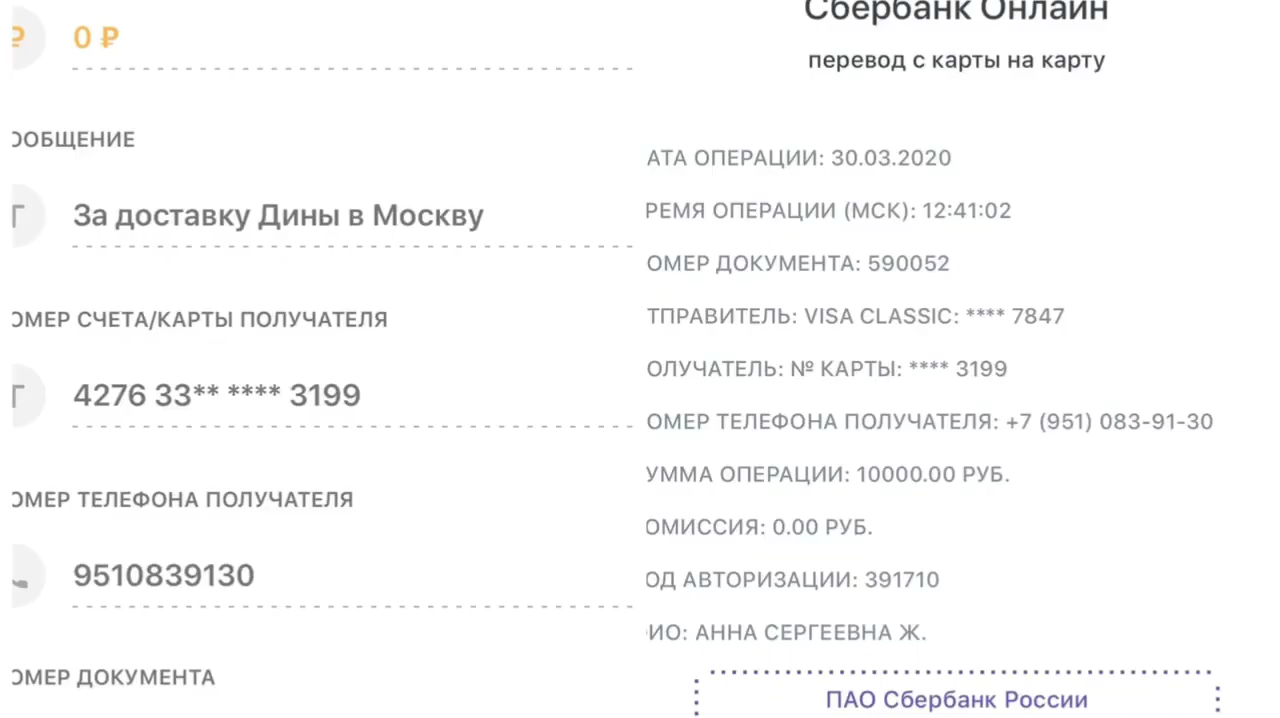 0 ₽
ООБЩЕНИЕ
За доставку Дины в Москву
ОМЕР СЧЕТА/КАРТЫ ПОЛУЧАТЕЛЯ
4276 33** **** 3199
ОМЕР ТЕЛЕФОНА ПОЛУЧАТЕЛЯ
9510839130
ОМЕР ДОКУМЕНТА
Сбербанк Онлайн
перевод с карты на карту
АТА ОПЕРАЦИИ: 30.03.2020
РЕМЯ ОПЕРАЦИИ (МСК): 12:41:02
ОМЕР ДОКУМЕНТА: 590052
ТПРАВИТЕЛЬ: VISA CLASSIC: **** 7847
ОЛУЧАТЕЛЬ: № КАРТЫ: **** 3199
ОМЕР ТЕЛЕФОНА ПОЛУЧАТЕЛЯ: +7 (951) 083-91-30
УММА ОПЕРАЦИИ: 10000.00 РУБ.
ОМИССИЯ: 0.00 РУБ.
ОД АВТОРИЗАЦИИ: 391710
ИО: АННА СЕРГЕЕВНА Ж.
ПАО Сбербанк России